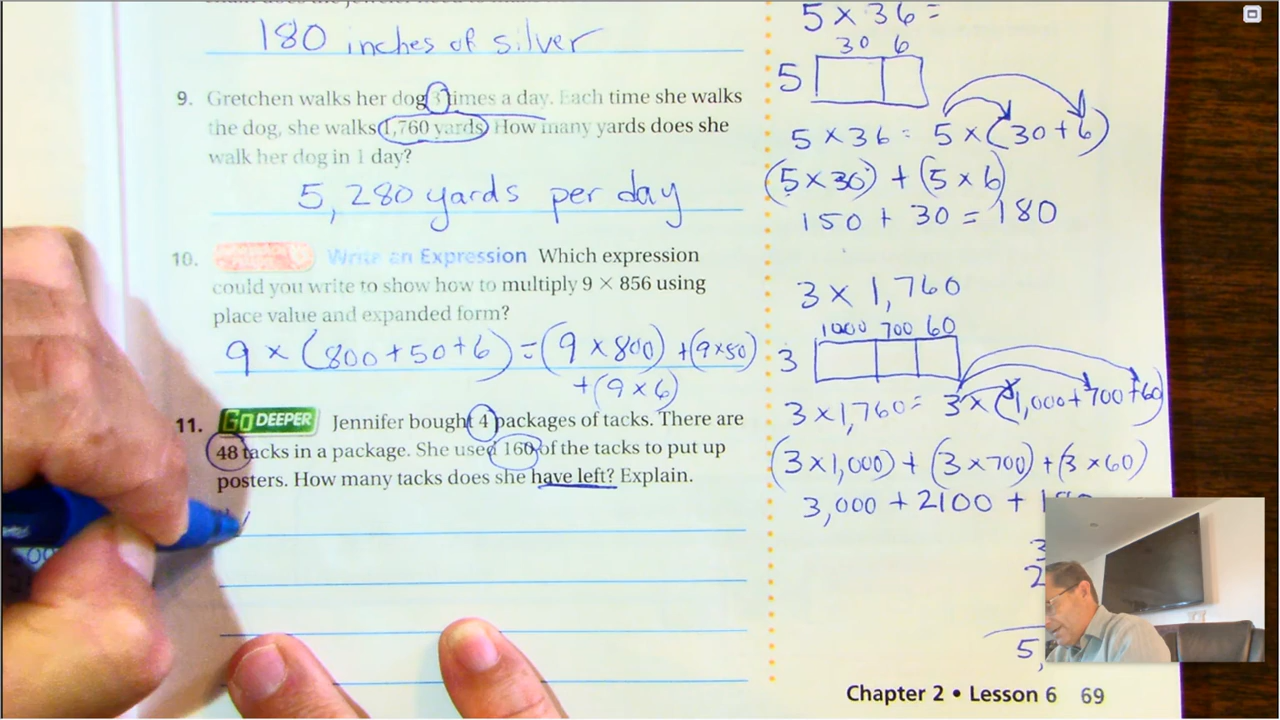 180 inches of silver
9. Gretchen walks her dog 3 times a day. Each time she walks
the dog, she walks 1,760 yards. How many yards does she
walk her dog in 1 day?
5,280 yards per day
10. Write an Expression Which expression
could you write to show how to multiply 9 × 856 using
place value and expanded form?
9 × (800+50+6) = (9 × 800) + (9×50)
+ (9 × 6)
11. Go DEEPER Jennifer bought 4 packages of tacks. There are
48 tacks in a package. She used 160 of the tacks to put up
posters. How many tacks does she have left? Explain.
5 × 36 =
30 6
5
5 × 36 = 5 × (30+6)
(5 × 30) + (5 × 6)
150 + 30 = 180
3 × 1,760
1000 700 60
3
3 × 1,760 = 3 × (1,000+700+60)
(3 × 1,000) + (3 × 700) + (3 × 60)
3,000 + 2100 +
3
2
5,
Chapter 2 • Lesson 6 69